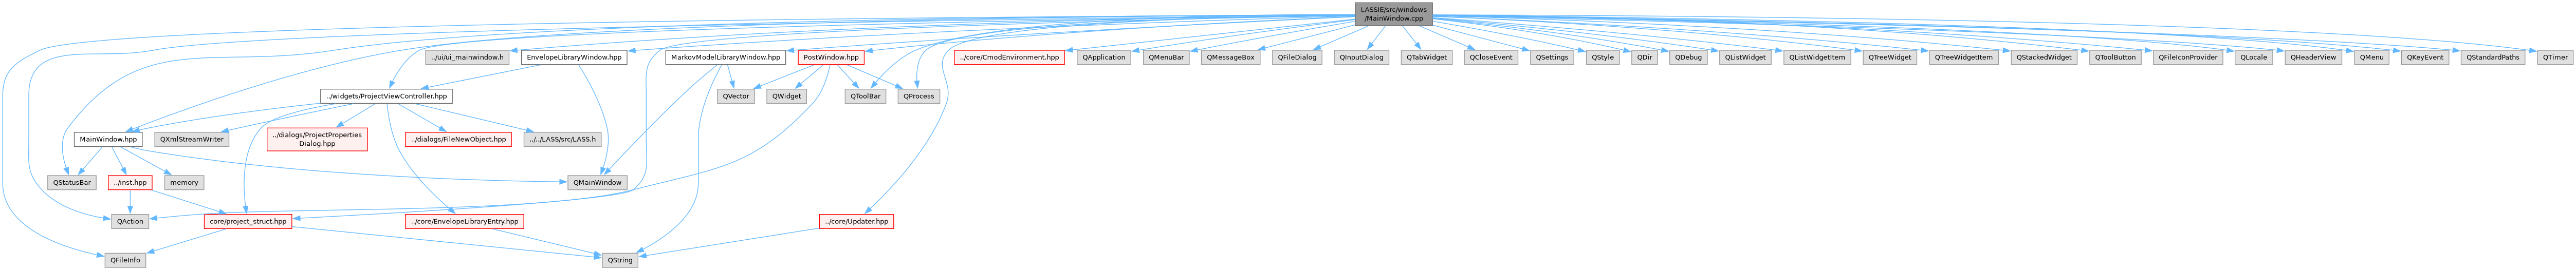 LASSIE/src/windows
/MainWindow.cpp
../ui/ui_mainwindow.h
EnvelopeLibraryWindow.hpp
MarkovModelLibraryWindow.hpp
PostWindow.hpp
../core/CmodEnvironment.hpp
QApplication
QMenuBar
QMessageBox
QFileDialog
QInputDialog
QTabWidget
QCloseEvent
QSettings
QStyle
QDir
QDebug
QListWidget
QListWidgetItem
QTreeWidget
QTreeWidgetItem
QStackedWidget
QToolButton
QFileIconProvider
QLocale
QHeaderView
QMenu
QKeyEvent
QStandardPaths
QTimer
../widgets/ProjectViewController.hpp
QVector
QWidget
QToolBar
QProcess
MainWindow.hpp
QXmlStreamWriter
../dialogs/ProjectProperties
Dialog.hpp
../dialogs/FileNewObject.hpp
../../LASS/src/LASS.h
QStatusBar
../inst.hpp
memory
QMainWindow
QAction
core/project_struct.hpp
../core/EnvelopeLibraryEntry.hpp
../core/Updater.hpp
QFileInfo
QString